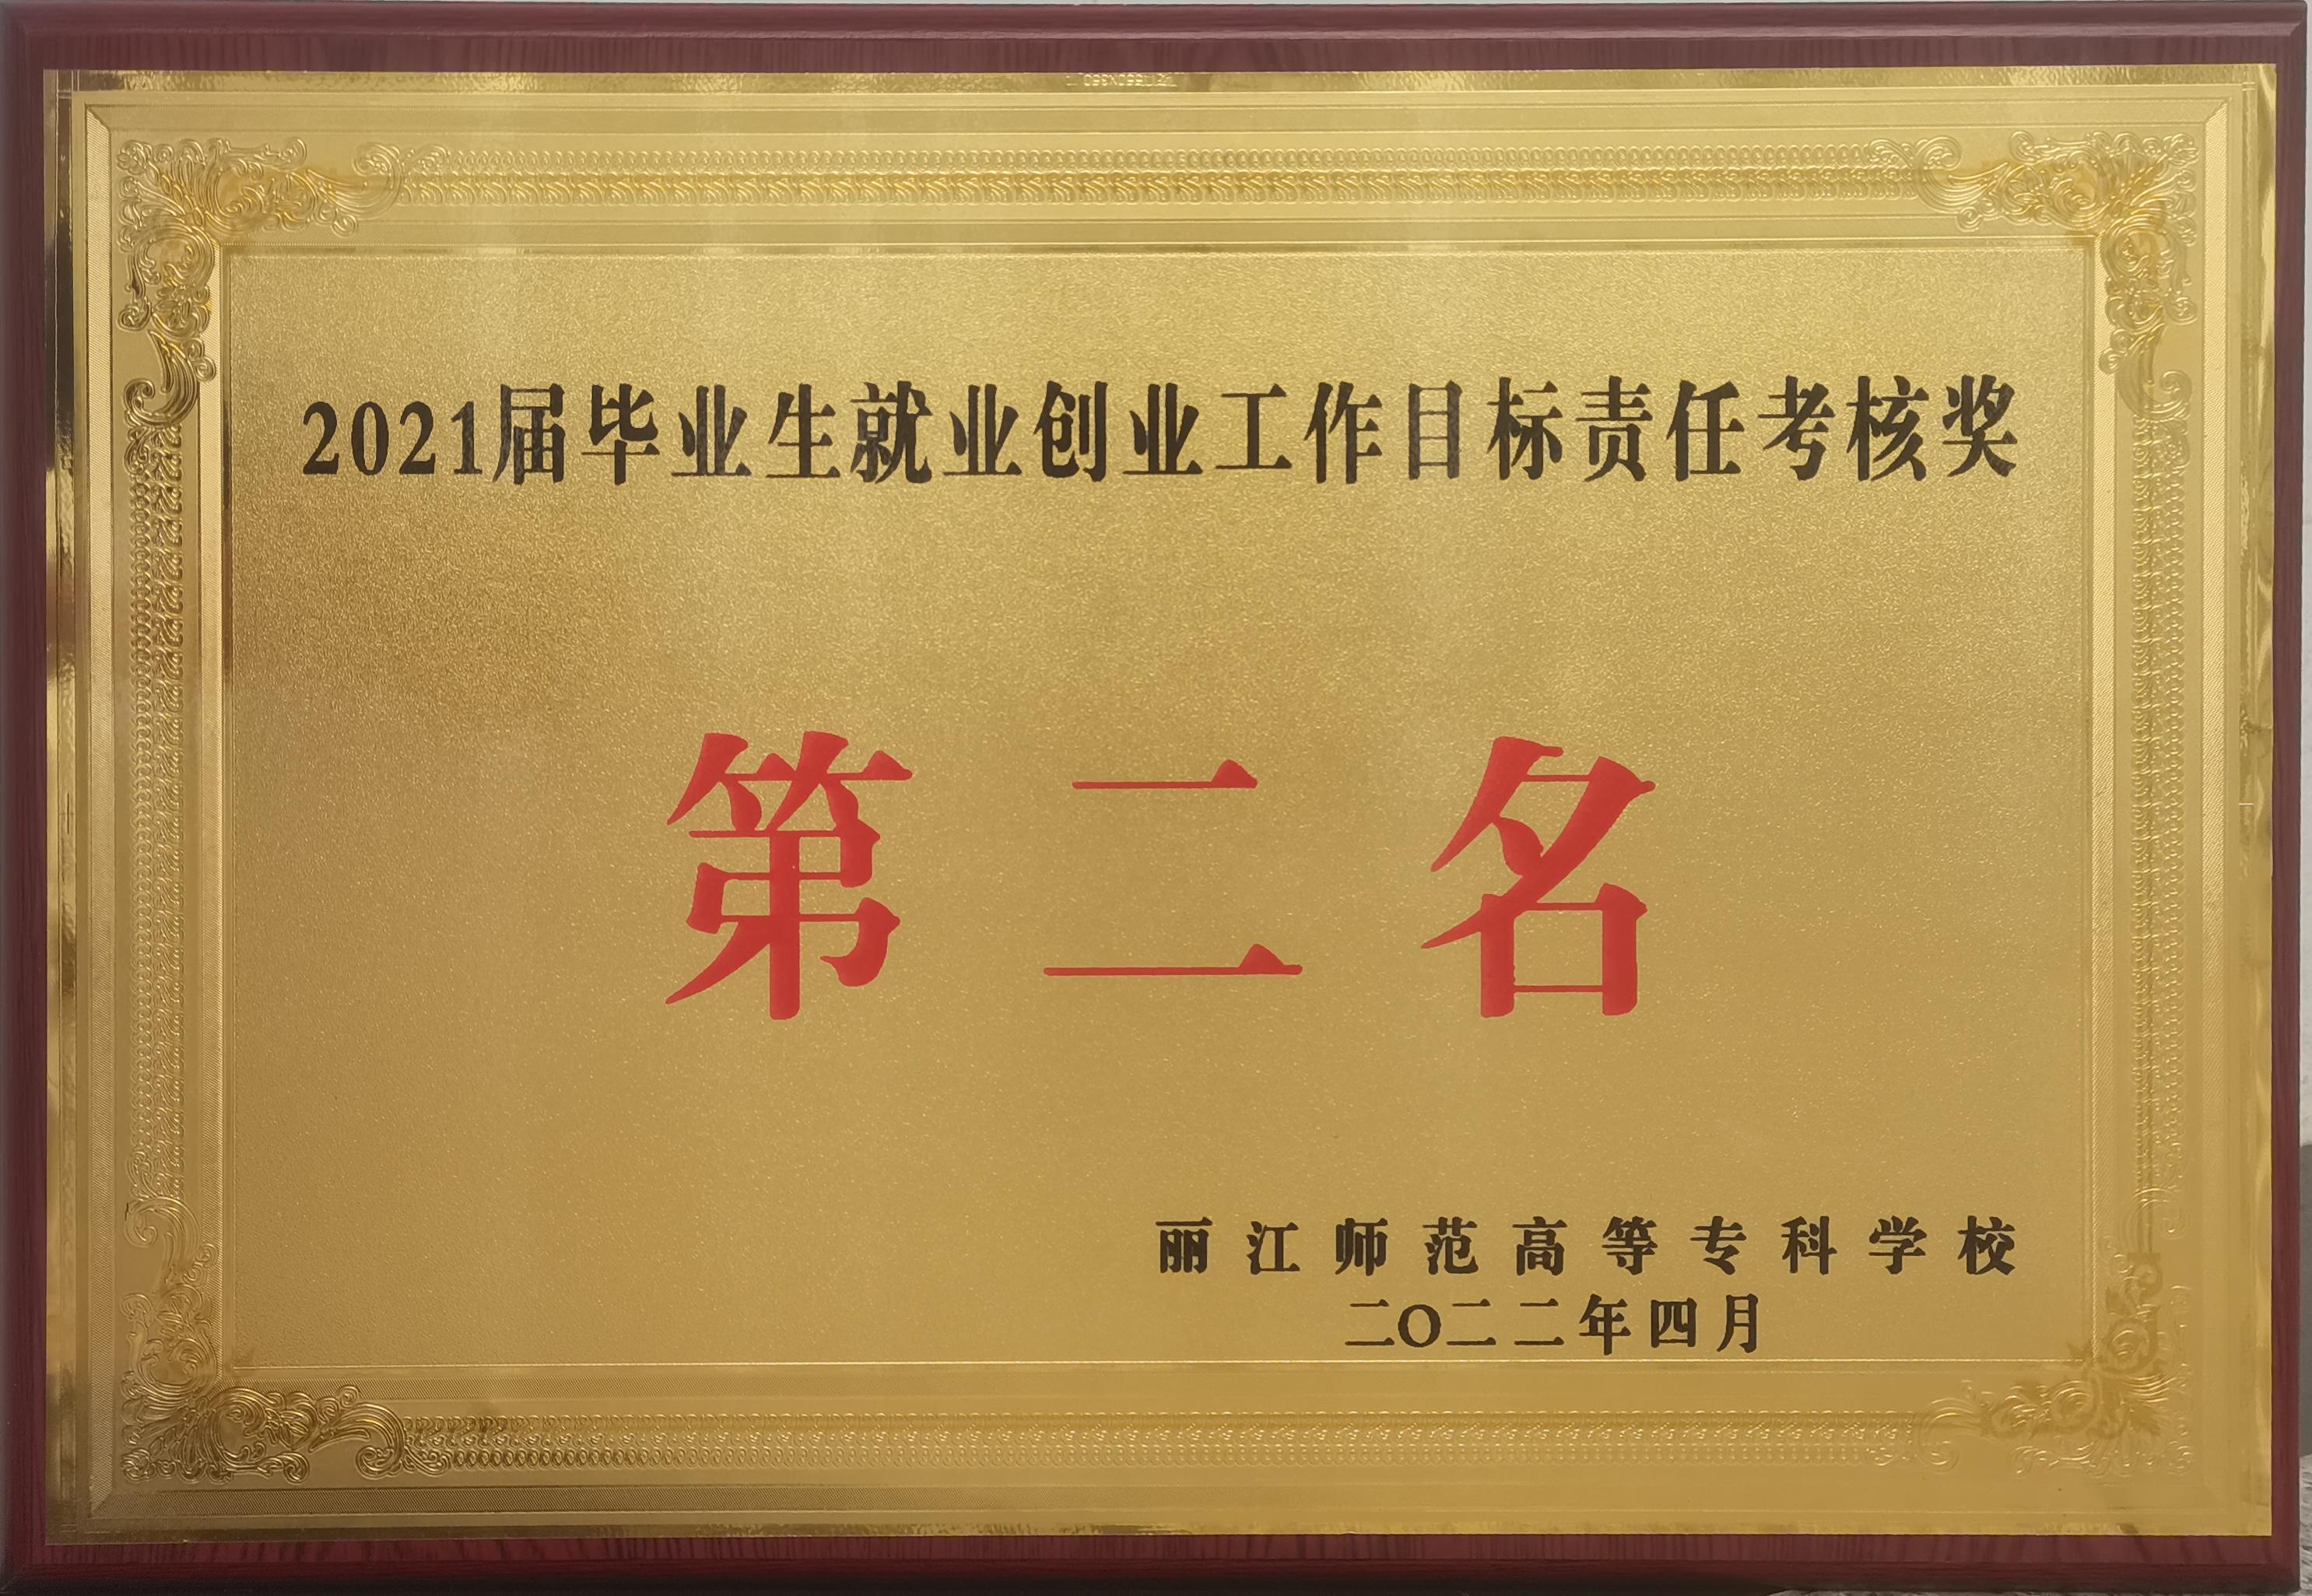 2021届毕业生就业创业工作目标责任考核奖
第二名
丽江师范高等专科学校
二〇二二年四月